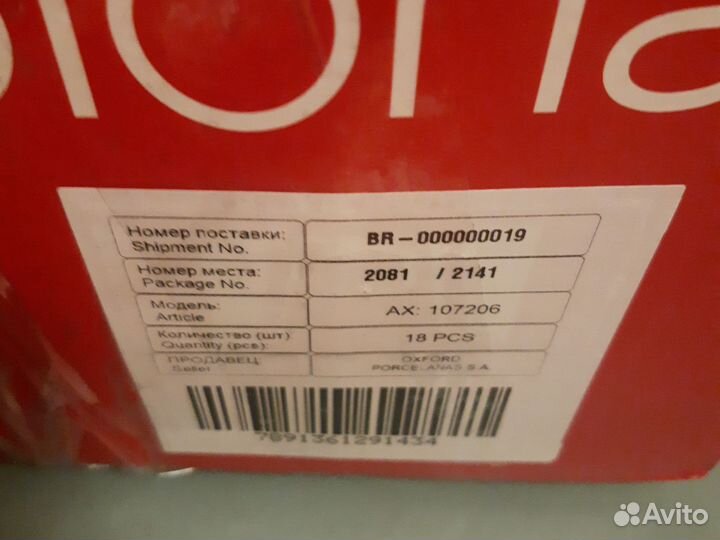 Номер поставки: BR-000000019
Shipment No.
Номер места: 2081 / 2141
Package No.
Модель: AX: 107206
Article
Количество (шт) 18 PCS
Quantity (pcs):
ПРОДАВЕЦ OXFORD
Seller PORCELANAS S.A.
7891361291434
Avito